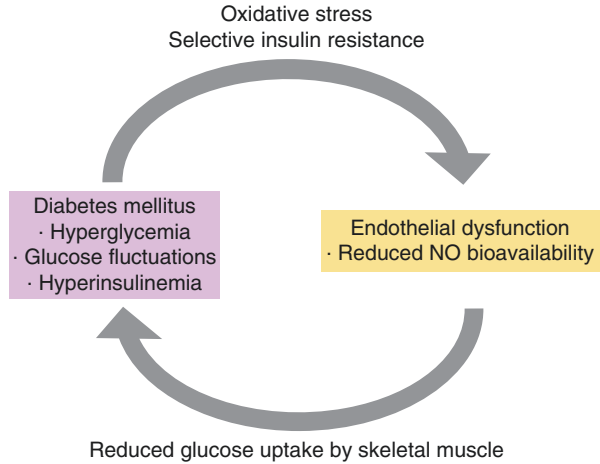 Oxidative stress
Selective insulin resistance
Diabetes mellitus
· Hyperglycemia
· Glucose fluctuations
· Hyperinsulinemia
Endothelial dysfunction
· Reduced NO bioavailability
Reduced glucose uptake by skeletal muscle